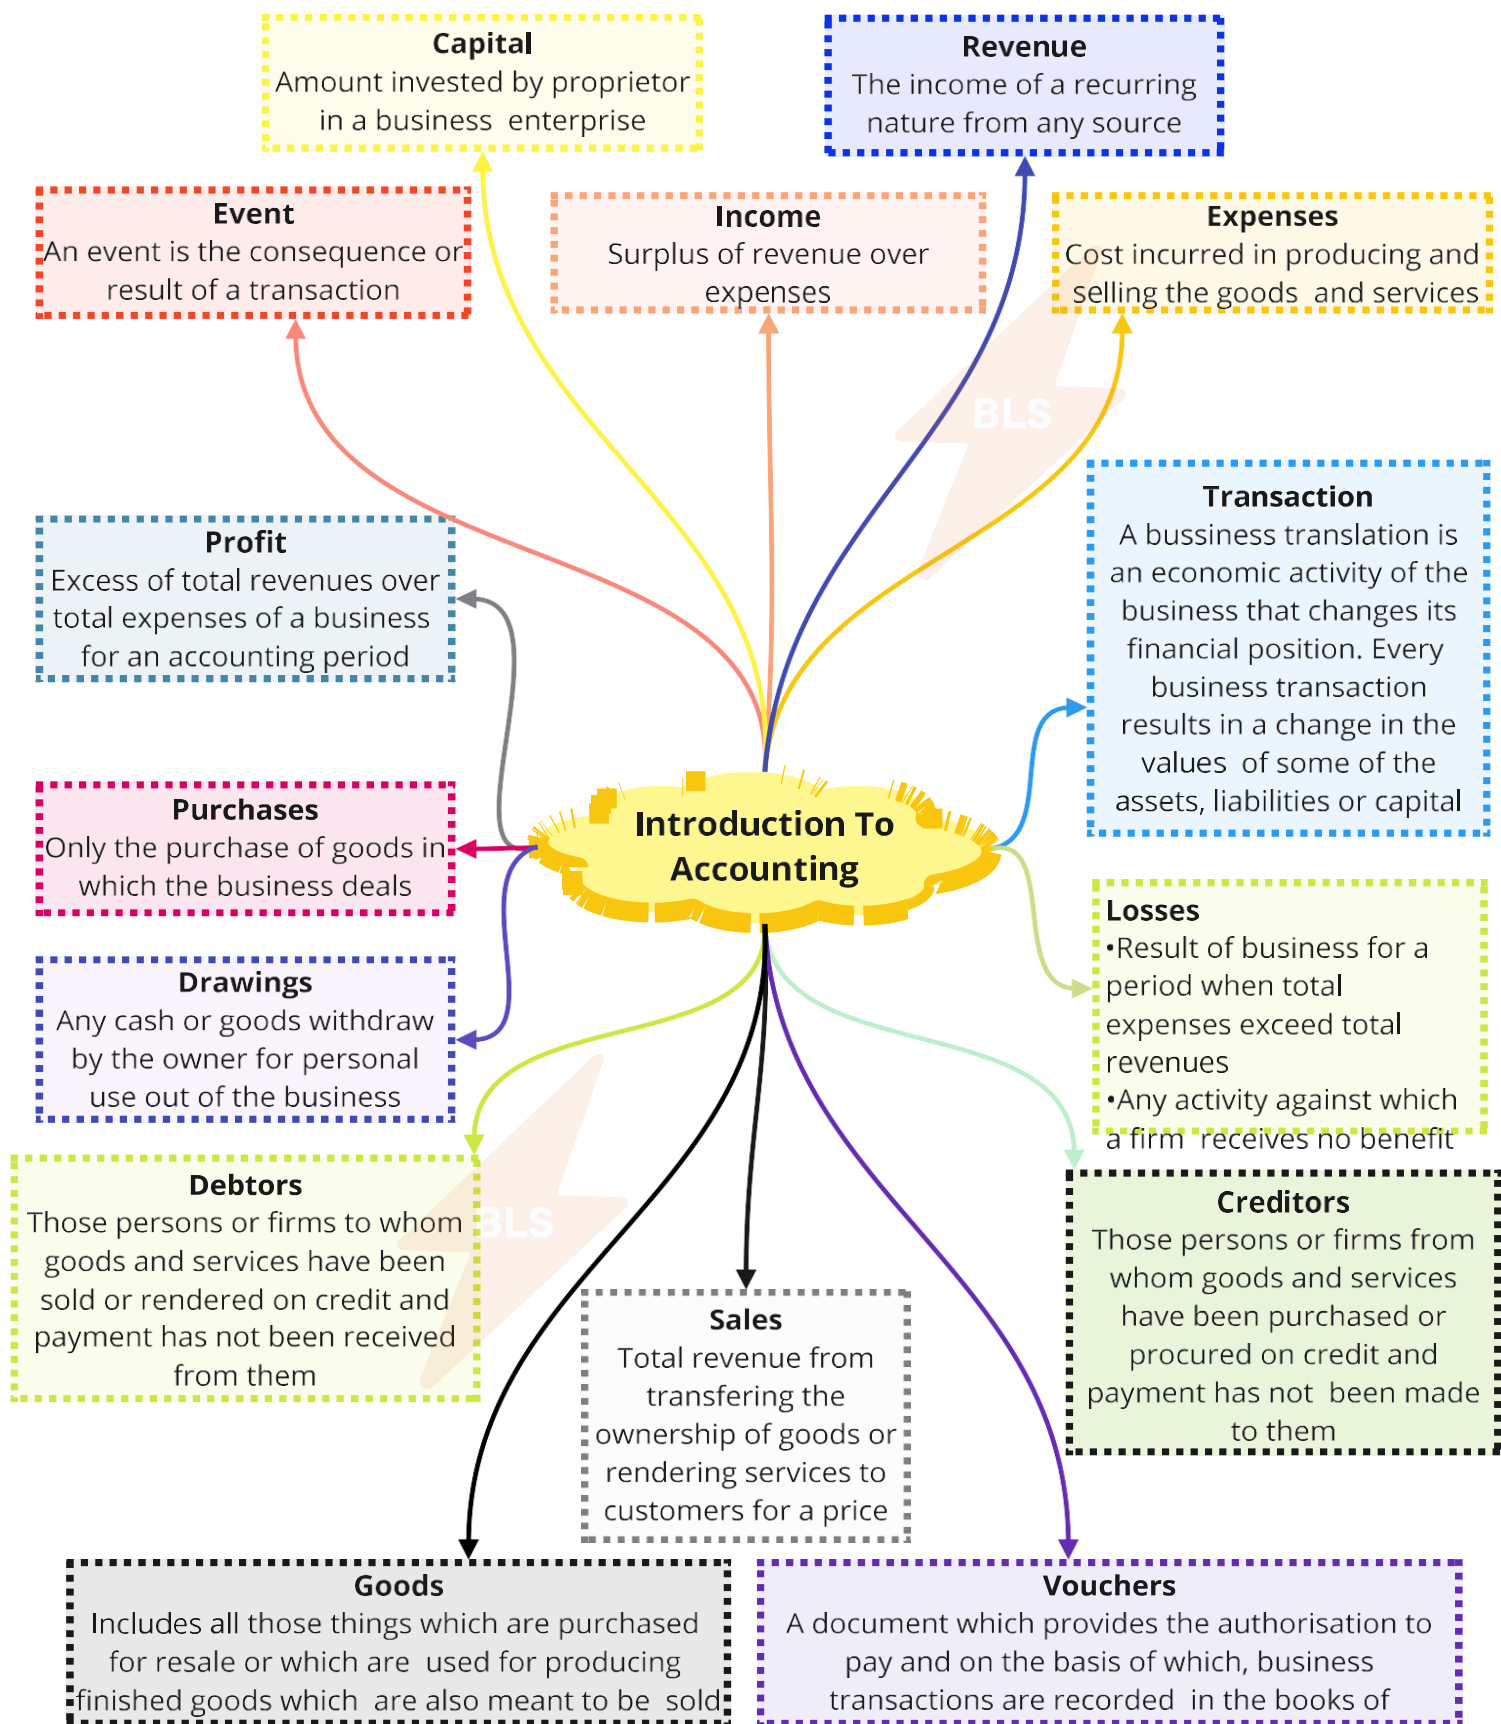 Capital
Amount invested by proprietor
in a business enterprise
Revenue
The income of a recurring
nature from any source
Event
An event is the consequence or
result of a transaction
Income
Surplus of revenue over
expenses
Expenses
Cost incurred in producing and
selling the goods and services
BLS
Profit
Excess of total revenues over
total expenses of a business
for an accounting period
Transaction
A bussiness translation is
an economic activity of the
business that changes its
financial position. Every
business transaction
results in a change in the
values of some of the
assets, liabilities or capital
Introduction To
Accounting
Purchases
Only the purchase of goods in
which the business deals
Losses
•Result of business for a
period when total
expenses exceed total
revenues
•Any activity against which
a firm receives no benefit
Drawings
Any cash or goods withdraw
by the owner for personal
use out of the business
Debtors
Those persons or firms to whom
goods and services have been
sold or rendered on credit and
payment has not been received
from them
BLS
Creditors
Those persons or firms from
whom goods and services
have been purchased or
procured on credit and
payment has not been made
to them
Sales
Total revenue from
transfering the
ownership of goods or
rendering services to
customers for a price
Goods
Includes all those things which are purchased
for resale or which are used for producing
finished goods which are also meant to be sold
Vouchers
A document which provides the authorisation to
pay and on the basis of which, business
transactions are recorded in the books of